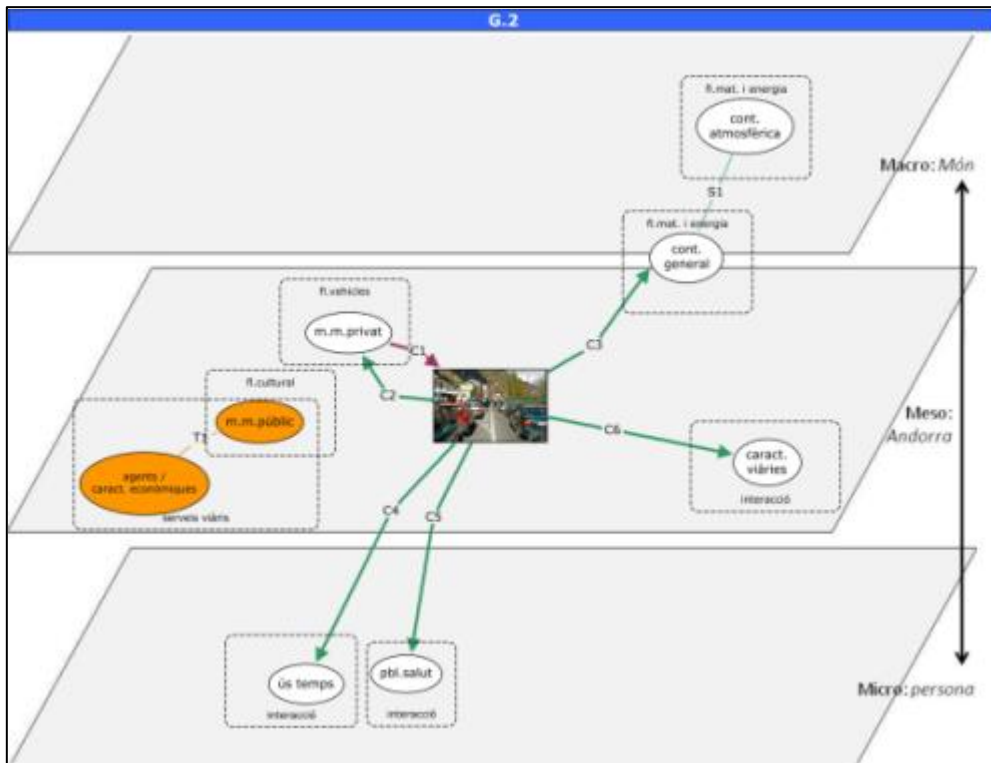 G.2
fl.mat. i energia
cont.
atmosfèrica
Macro: Món
S1
fl.mat. i energia
cont.
general
fl.vehicles
m.m.privat
C1
C3
C2
fl.cultural
m.m.públic
T1
agents /
caract. econòmiques
serveis viaris
C6
caract.
viàries
interacció
Meso:
Andorra
C4
C5
ús temps
interacció
pbl.salut
interacció
Micro: persona